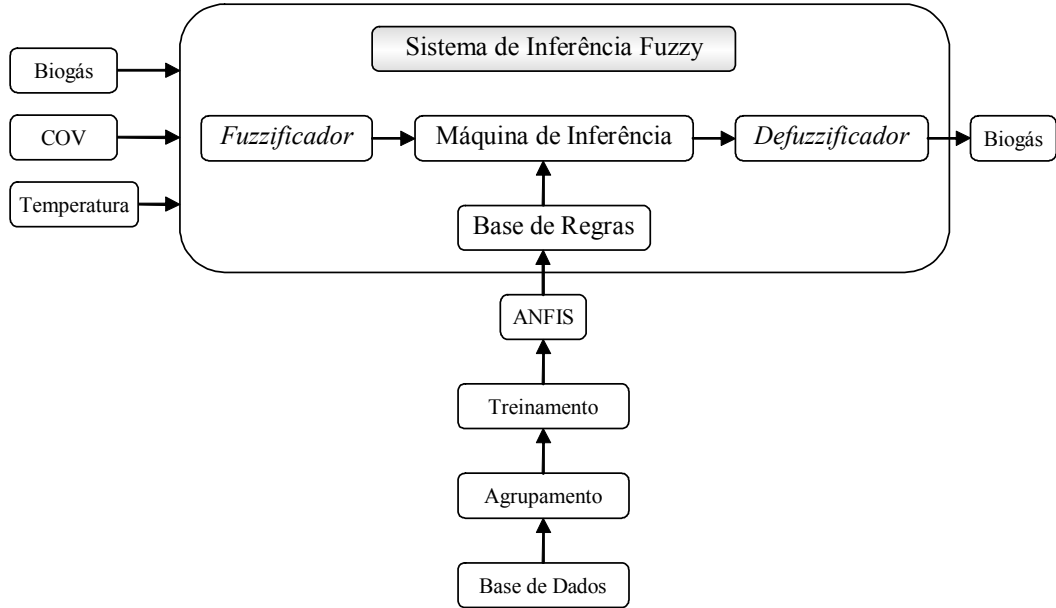 Sistema de Inferência Fuzzy
Biogás
COV
Temperatura
Fuzzificador
Máquina de Inferência
Defuzzificador
Biogás
Base de Regras
ANFIS
Treinamento
Agrupamento
Base de Dados